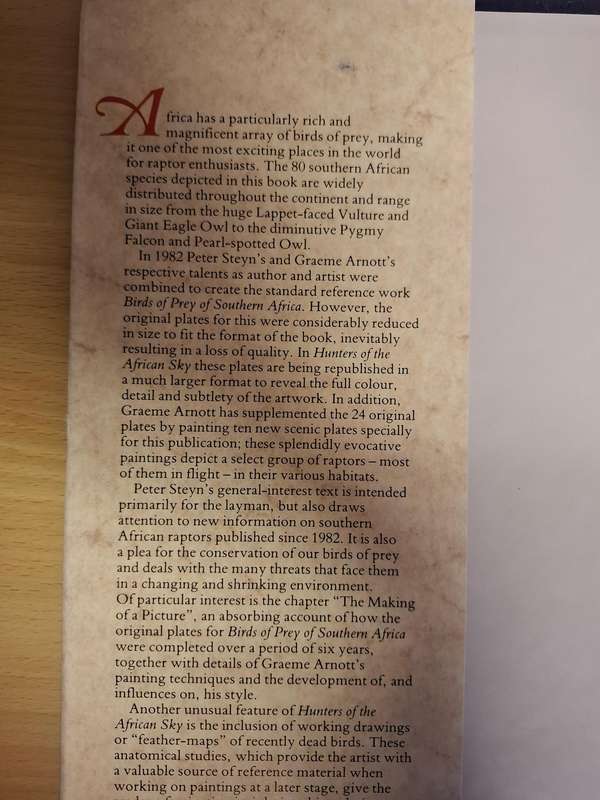 Africa has a particularly rich and
magnificent array of birds of prey, making
it one of the most exciting places in the world
for raptor enthusiasts. The 80 southern African
species depicted in this book are widely
distributed throughout the continent and range
in size from the huge Lappet-faced Vulture and
Giant Eagle Owl to the diminutive Pygmy
Falcon and Pearl-spotted Owl.
In 1982 Peter Steyn's and Graeme Arnott's
respective talents as author and artist were
combined to create the standard reference work
Birds of Prey of Southern Africa. However, the
original plates for this were considerably reduced
in size to fit the format of the book, inevitably
resulting in a loss of quality. In Hunters of the
African Sky these plates are being republished in
a much larger format to reveal the full colour,
detail and subtlety of the artwork. In addition,
Graeme Arnott has supplemented the 24 original
plates by painting ten new scenic plates specially
for this publication; these splendidly evocative
paintings depict a select group of raptors – most
of them in flight – in their various habitats.
Peter Steyn's general-interest text is intended
primarily for the layman, but also draws
attention to new information on southern
African raptors published since 1982. It is also
a plea for the conservation of our birds of prey
and deals with the many threats that face them
in a changing and shrinking environment.
Of particular interest is the chapter "The Making
of a Picture", an absorbing account of how the
original plates for Birds of Prey of Southern Africa
were completed over a period of six years,
together with details of Graeme Arnott's
painting techniques and the development of, and
influences on, his style.
Another unusual feature of Hunters of the
African Sky is the inclusion of working drawings
or "feather-maps" of recently dead birds. These
anatomical studies, which provide the artist with
a valuable source of reference material when
working on paintings at a later stage, give the